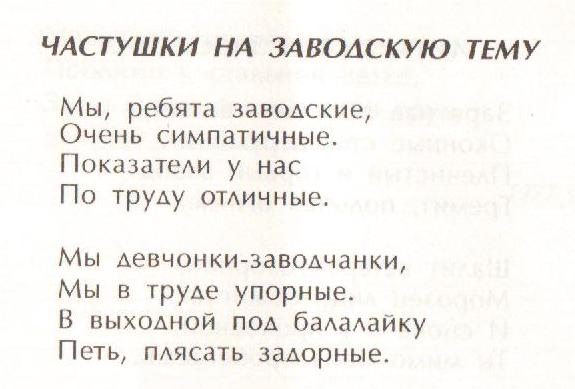 ЧАСТУШКИ НА ЗАВОДСКУЮ ТЕМУ
Мы, ребята заводские,
Очень симпатичные.
Показатели у нас
По труду отличные.
Мы девчонки-заводчанки,
Мы в труде упорные.
В выходной под балалайку
Петь, плясать задорные.